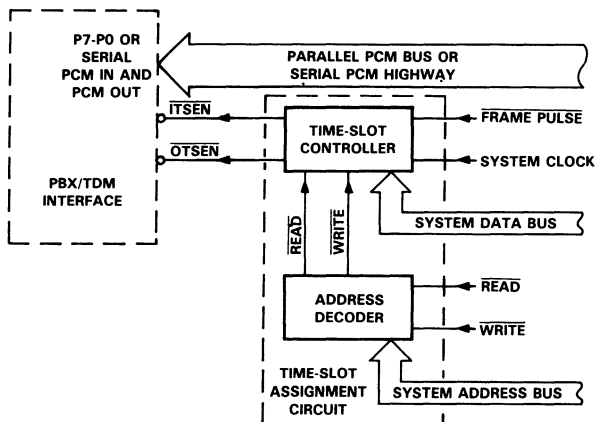 P7-P0 OR
SERIAL
PCM IN AND
PCM OUT
PARALLEL PCM BUS OR
SERIAL PCM HIGHWAY
ITSEN
OTSEN
PBX/TDM
INTERFACE
TIME-SLOT
CONTROLLER
FRAME PULSE
SYSTEM CLOCK
SYSTEM DATA BUS
READ
WRITE
ADDRESS
DECODER
READ
WRITE
TIME-SLOT
ASSIGNMENT
CIRCUIT
SYSTEM ADDRESS BUS